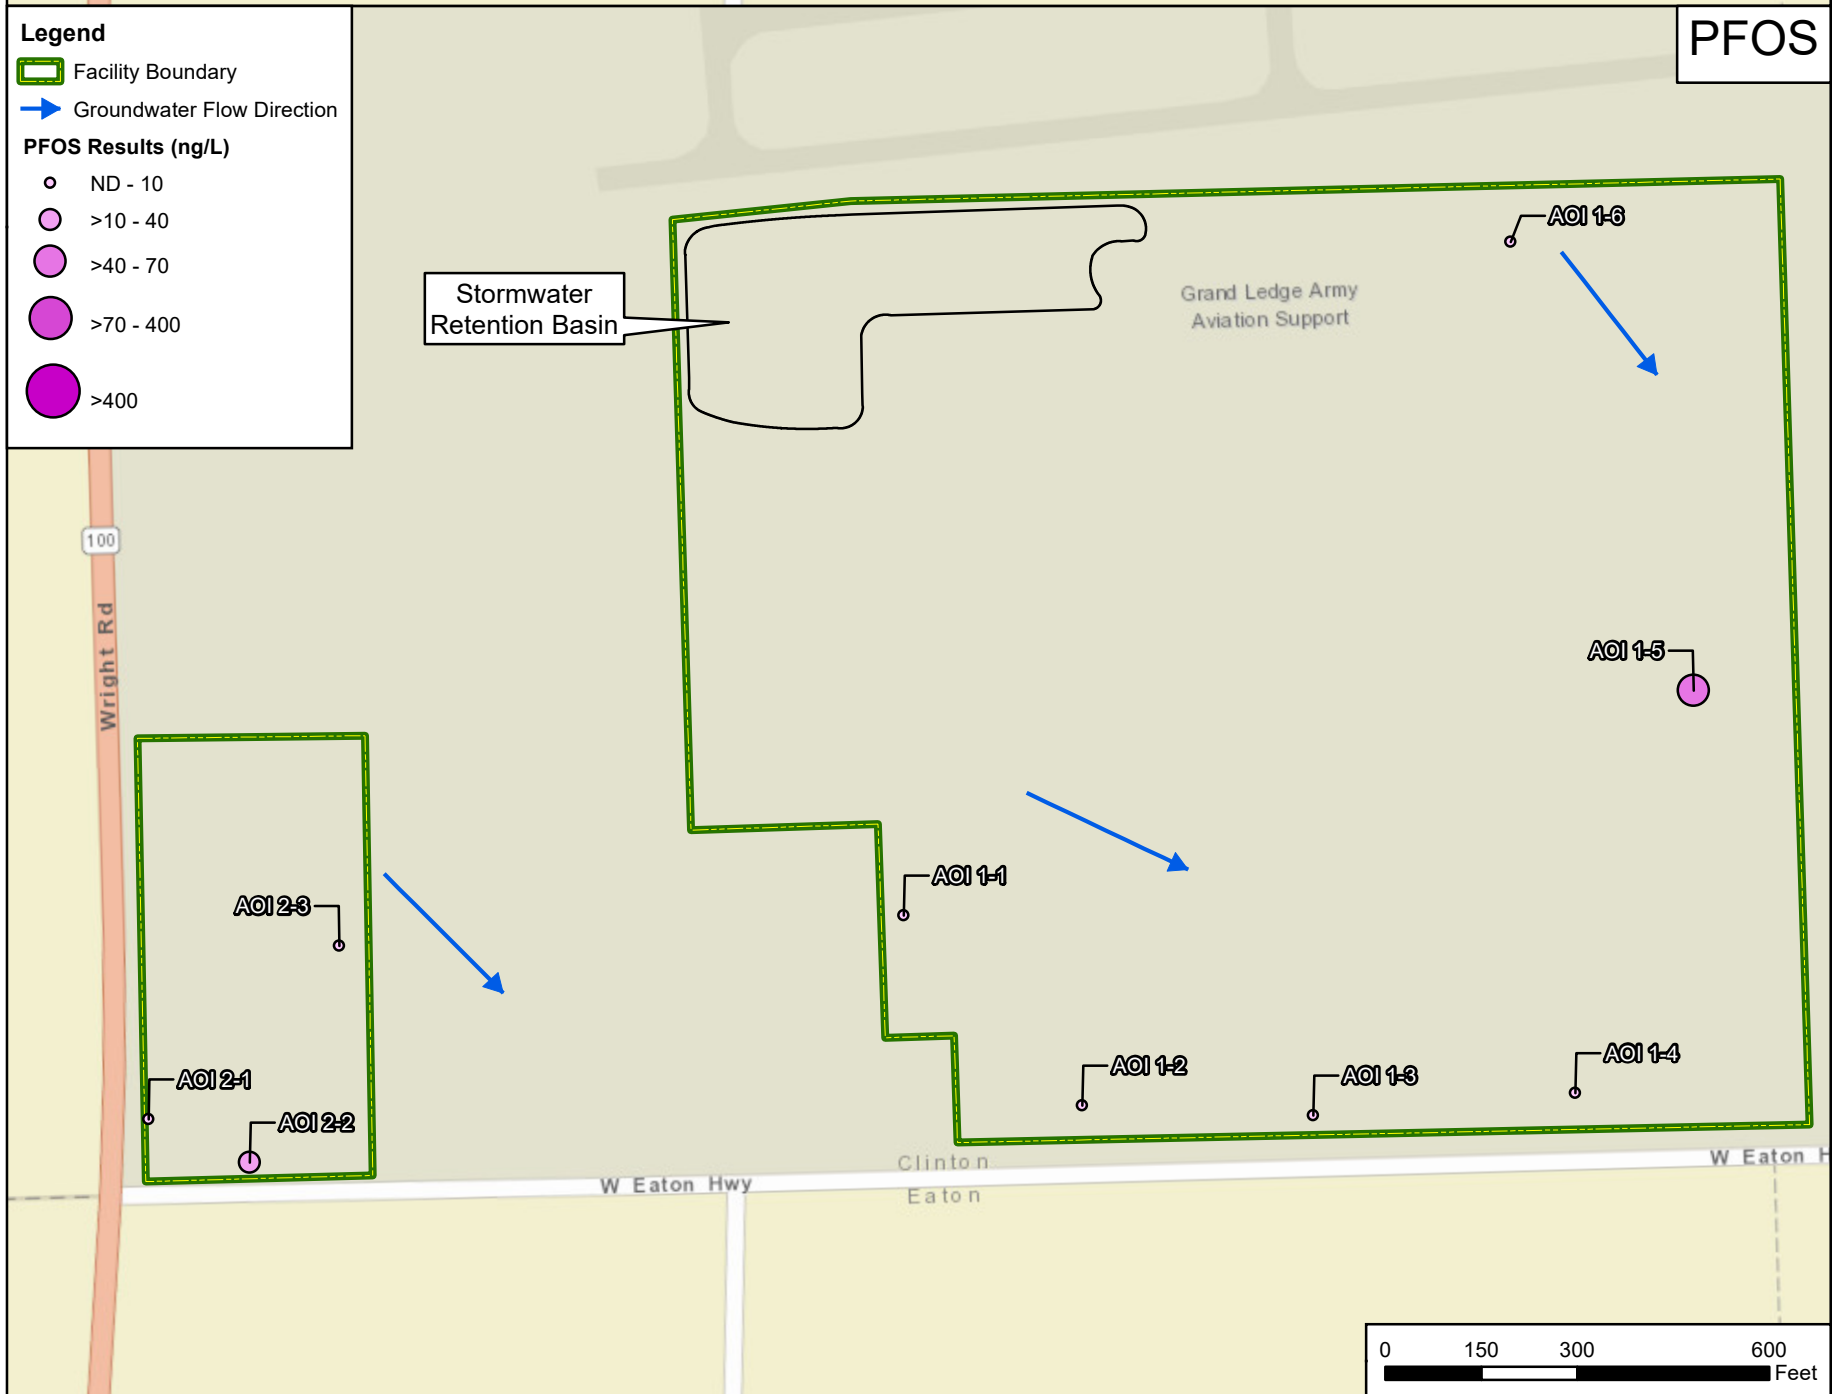 Legend
Facility Boundary
Groundwater Flow Direction
PFOS Results (ng/L)
ND - 10
>10 - 40
>40 - 70
>70 - 400
>400
PFOS
AOI 1-6
Stormwater
Retention Basin
Grand Ledge Army
Aviation Support
100
Wright Rd
AOI 1-5
AOI 1-1
AOI 2-3
AOI 1-4
AOI 1-2
AOI 1-3
AOI 2-1
AOI 2-2
Clinton
W Eaton H
W Eaton Hwy
Eaton
0 150 300 600
Feet